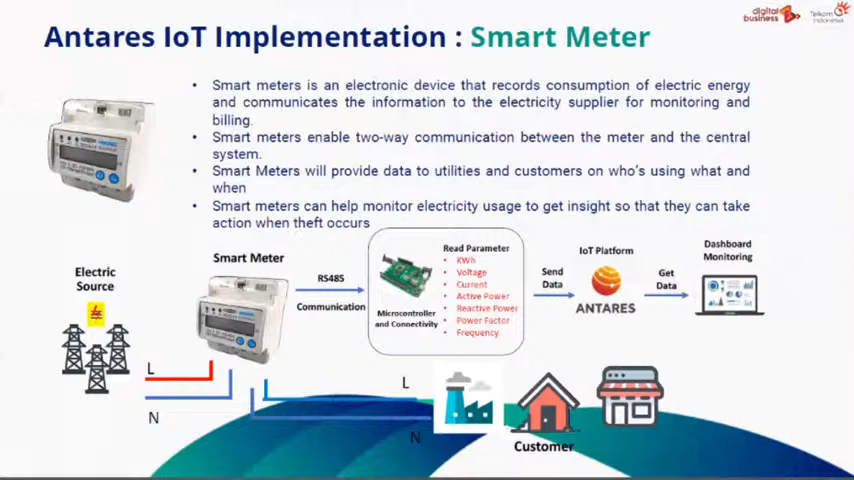 digital
business
Telkom
Indonesia
Antares IoT Implementation : Smart Meter
• Smart meters is an electronic device that records consumption of electric energy
and communicates the information to the electricity supplier for monitoring and
billing.
• Smart meters enable two-way communication between the meter and the central
system.
• Smart Meters will provide data to utilities and customers on who's using what and
when
• Smart meters can help monitor electricity usage to get insight so that they can take
action when theft occurs
Electric
Source
Smart Meter
RS485
Communication
Microcontroller
and Connectivity
Read Parameter
• KWh
• Voltage
• Current
• Active Power
• Reactive Power
• Power Factor
• Frequency
Send
Data
IoT Platform
ANTARES
Get
Data
Dashboard
Monitoring
L
N
L
N
Customer